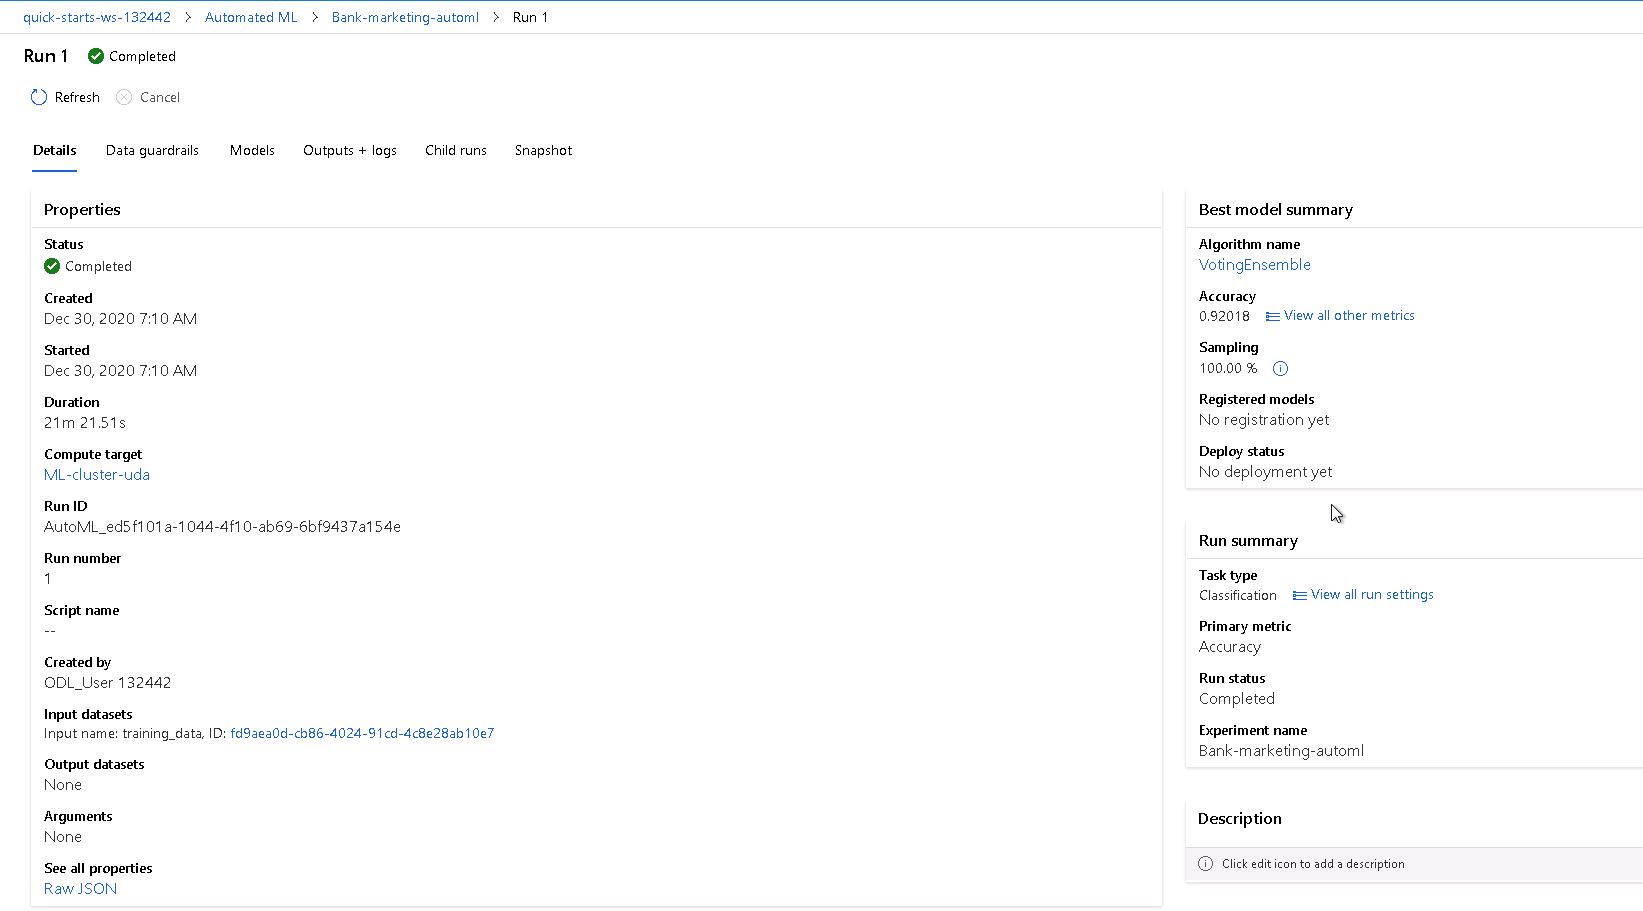 quick-starts-ws-132442 > Automated ML > Bank-marketing-automl > Run 1
Run 1 Completed
Refresh Cancel
Details Data guardrails Models Outputs + logs Child runs Snapshot
Properties
Status
Completed
Created
Dec 30, 2020 7:10 AM
Started
Dec 30, 2020 7:10 AM
Duration
21m 21.51s
Compute target
ML-cluster-uda
Run ID
AutoML_ed5f101a-1044-4f10-ab69-6bf9437a154e
Run number
1
Script name
--
Created by
ODL_User 132442
Input datasets
Input name: training_data, ID: fd9aea0d-cb86-4024-91cd-4c8e28ab10e7
Output datasets
None
Arguments
None
See all properties
Raw JSON
Best model summary
Algorithm name
VotingEnsemble
Accuracy
0.92018 View all other metrics
Sampling
100.00 %
Registered models
No registration yet
Deploy status
No deployment yet
Run summary
Task type
Classification View all run settings
Primary metric
Accuracy
Run status
Completed
Experiment name
Bank-marketing-automl
Description
Click edit icon to add a description